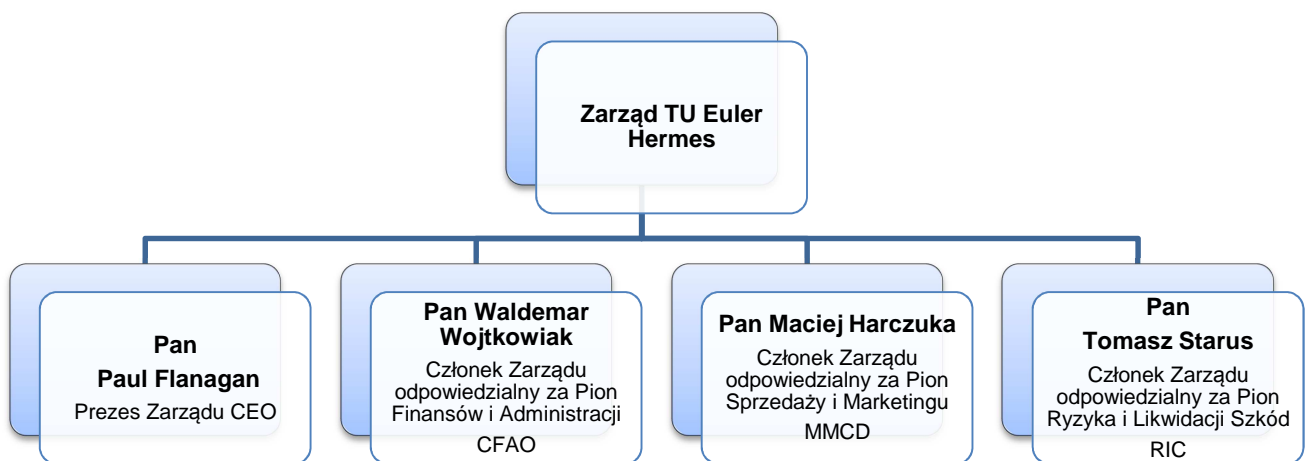 Zarząd TU Euler
Hermes
Pan
Paul Flanagan
Prezes Zarządu CEO
Pan Waldemar
Wojtkowiak
Członek Zarządu
odpowiedzialny za Pion
Finansów i Administracji
CFAO
Pan Maciej Harczuka
Członek Zarządu
odpowiedzialny za Pion
Sprzedaży i Marketingu
MMCD
Pan
Tomasz Starus
Członek Zarządu
odpowiedzialny za Pion
Ryzyka i Likwidacji Szkód
RIC